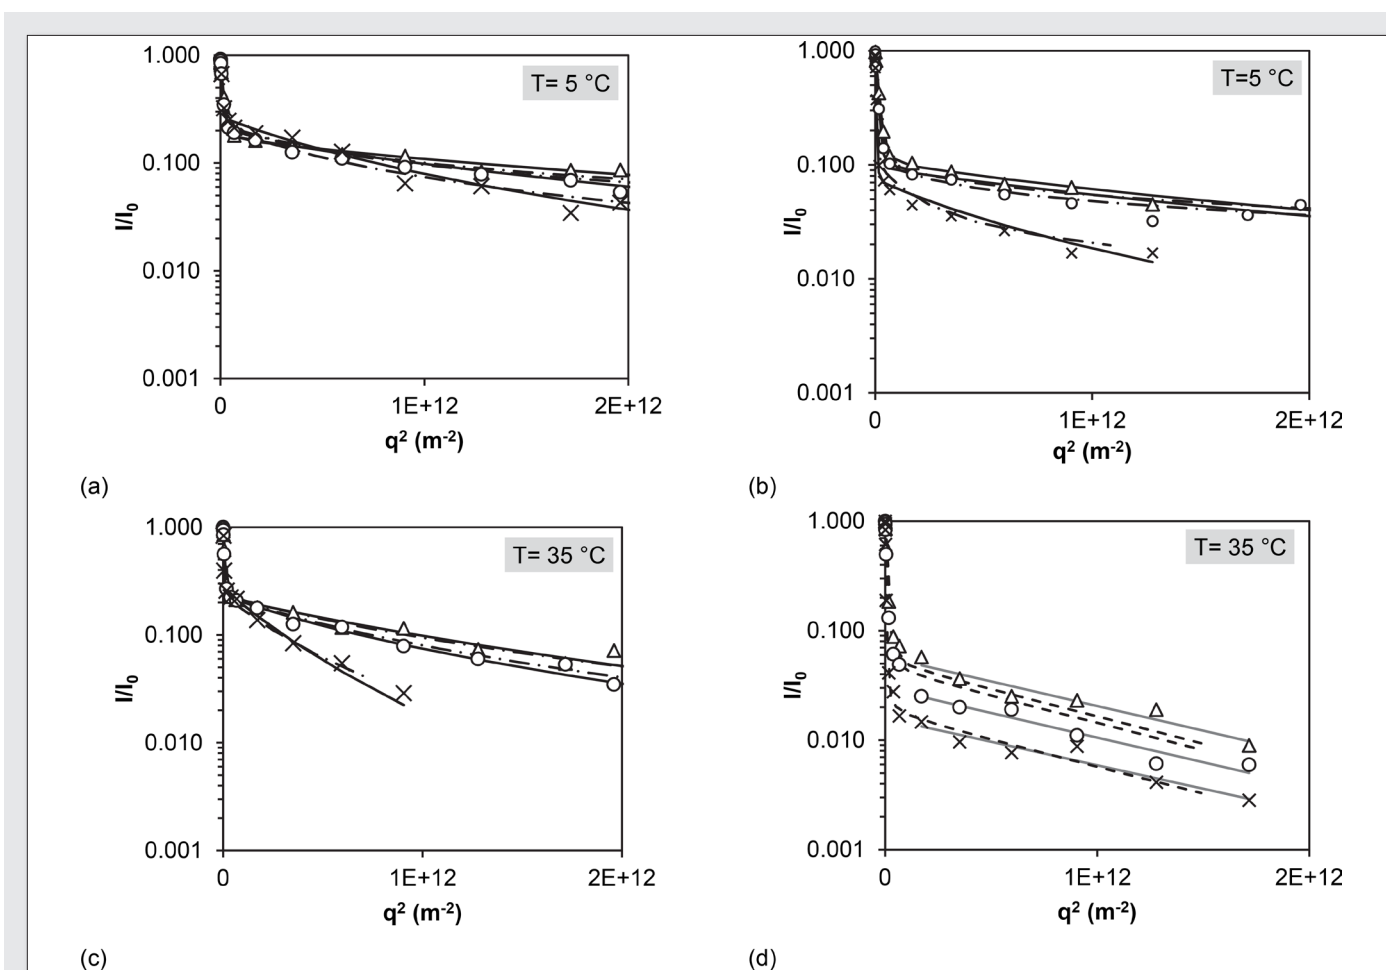 1.000
T= 5 °C
0.100
I/I0
0.010
0.001
0 1E+12 2E+12
q2 (m-2)
(a)
1.000
T=5 °C
0.100
I/I0
0.010
0.001
0 1E+12 2E+12
q2 (m-2)
(b)
1.000
T= 35 °C
0.100
I/I0
0.010
0.001
0 1E+12 2E+12
q2 (m-2)
(c)
1.000
T= 35 °C
0.100
I/I0
0.010
0.001
0 1E+12 2E+12
q2 (m-2)
(d)